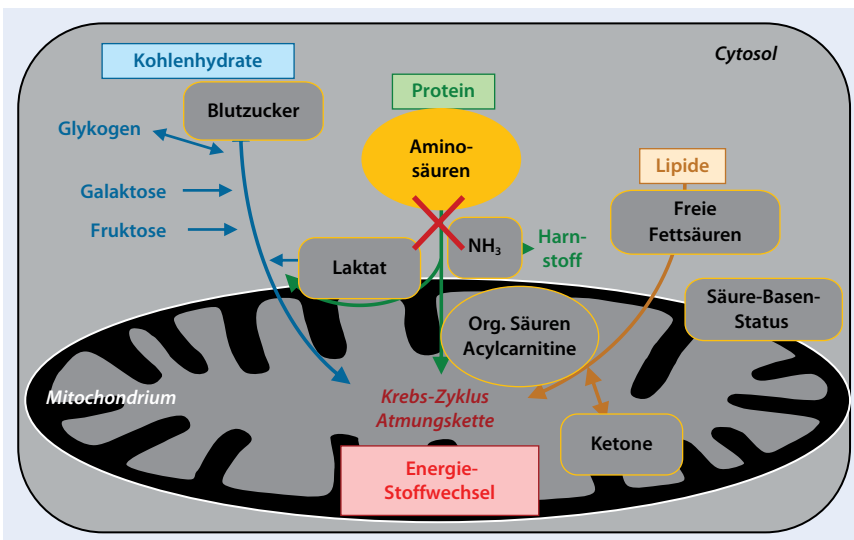 Cytosol
Kohlenhydrate
Blutzucker
Glykogen
Galaktose
Fruktose
Protein
Amino-
säuren
Laktat
NH₃
Harn-
stoff
Lipide
Freie
Fettsäuren
Säure-Basen-
Status
Org. Säuren
Acylcarnitine
Mitochondrium
Krebs-Zyklus
Atmungskette
Ketone
Energie-
Stoffwechsel